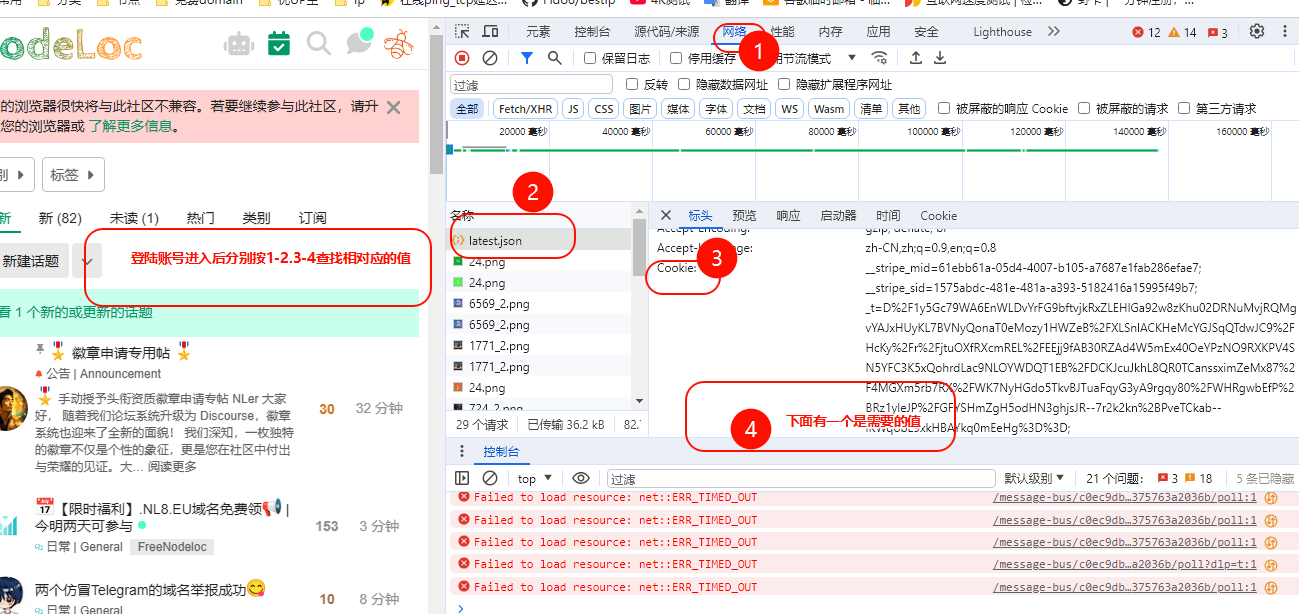 odeLoc
的浏览器很快将与此社区不兼容。若要继续参与此社区，请升
您的浏览器或 了解更多信息。
别 标签
新 新 (82) 未读 (1) 热门 类别 订阅
新建话题
登陆账号进入后分别按1-2.3-4查找相对应的值
看 1 个新的或更新的话题
徽章申请专用帖
公告 | Announcement
手动授予头衔资质徽章申请专帖 NLer 大家
好， 随着我们论坛系统升级为 Discourse，徽章
系统也迎来了全新的面貌！ 我们深知，一枚独特
的徽章不仅是个性的象征，更是您在社区中付出
与荣耀的见证。大… 阅读更多
30 32 分钟
【限时福利】.NL8.EU域名免费领 |
今明两天可参与
日常 | General FreeNodeloc
153 3 分钟
两个仿冒Telegram的域名举报成功
日常 | General
10 8 分钟
元素 控制台 源代码/来源 网络 性能 内存 应用 安全 Lighthouse 12 14 3
1
保留日志 停用缓存 节流模式
过滤 反转 隐藏数据网址 隐藏扩展程序网址
全部 Fetch/XHR JS CSS 图片 媒体 字体 文档 WS Wasm 清单 其他 被屏蔽的响应 Cookie 被屏蔽的请求 第三方请求
20000 毫秒 40000 毫秒 60000 毫秒 80000 毫秒 100000 毫秒 120000 毫秒 140000 毫秒 160000 毫秒
2
名称
latest.json
24.png
24.png
6569_2.png
6569_2.png
1771_2.png
1771_2.png
24.png
724_2.png
29 个请求 已传输 36.2 kB 82.
标头 预览 响应 启动器 时间 Cookie
Accept-Encoding: gzip, deflate, br
Accept-Language: zh-CN,zh;q=0.9,en;q=0.8
3
Cookie: __stripe_mid=61ebb61a-05d4-4007-b105-a7687e1fab286efae7;
__stripe_sid=1575abdc-481e-481a-a393-5182416a15995f49b7;
4
下面有一个是需要的值
控制台
top 过滤 默认级别 21 个问题: 3 18 5 条已隐藏
Failed to load resource: net::ERR_TIMED_OUT /message-bus/c0ec9db…375763a2036b/poll:1
Failed to load resource: net::ERR_TIMED_OUT /message-bus/c0ec9db…375763a2036b/poll:1
Failed to load resource: net::ERR_TIMED_OUT /message-bus/c0ec9db…375763a2036b/poll:1
Failed to load resource: net::ERR_TIMED_OUT /message-bus/c0ec9db…a2036b/poll?dlp=t:1
Failed to load resource: net::ERR_TIMED_OUT /message-bus/c0ec9db…375763a2036b/poll:1